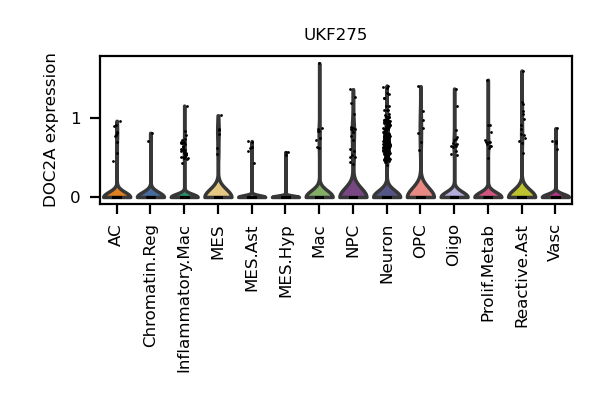 UKF275
DOC2A expression
1
0
AC
Chromatin.Reg
Inflammatory.Mac
MES
MES.Ast
MES.Hyp
Mac
NPC
Neuron
OPC
Oligo
Prolif.Metab
Reactive.Ast
Vasc